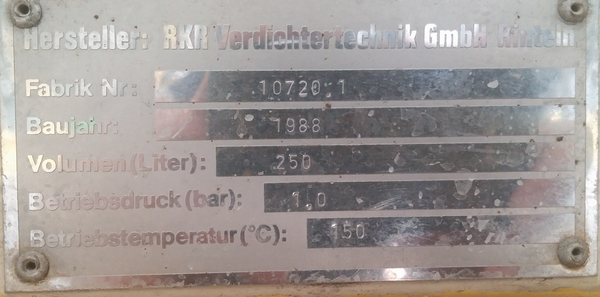 Hersteller: RKR Verdichtertechnik GmbH Rinteln
Fabrik Nr: 10720.1
Baujahr: 1988
Volumen (Liter): 250
Betriebsdruck (bar): 1,0
Betriebstemperatur (°C): 150